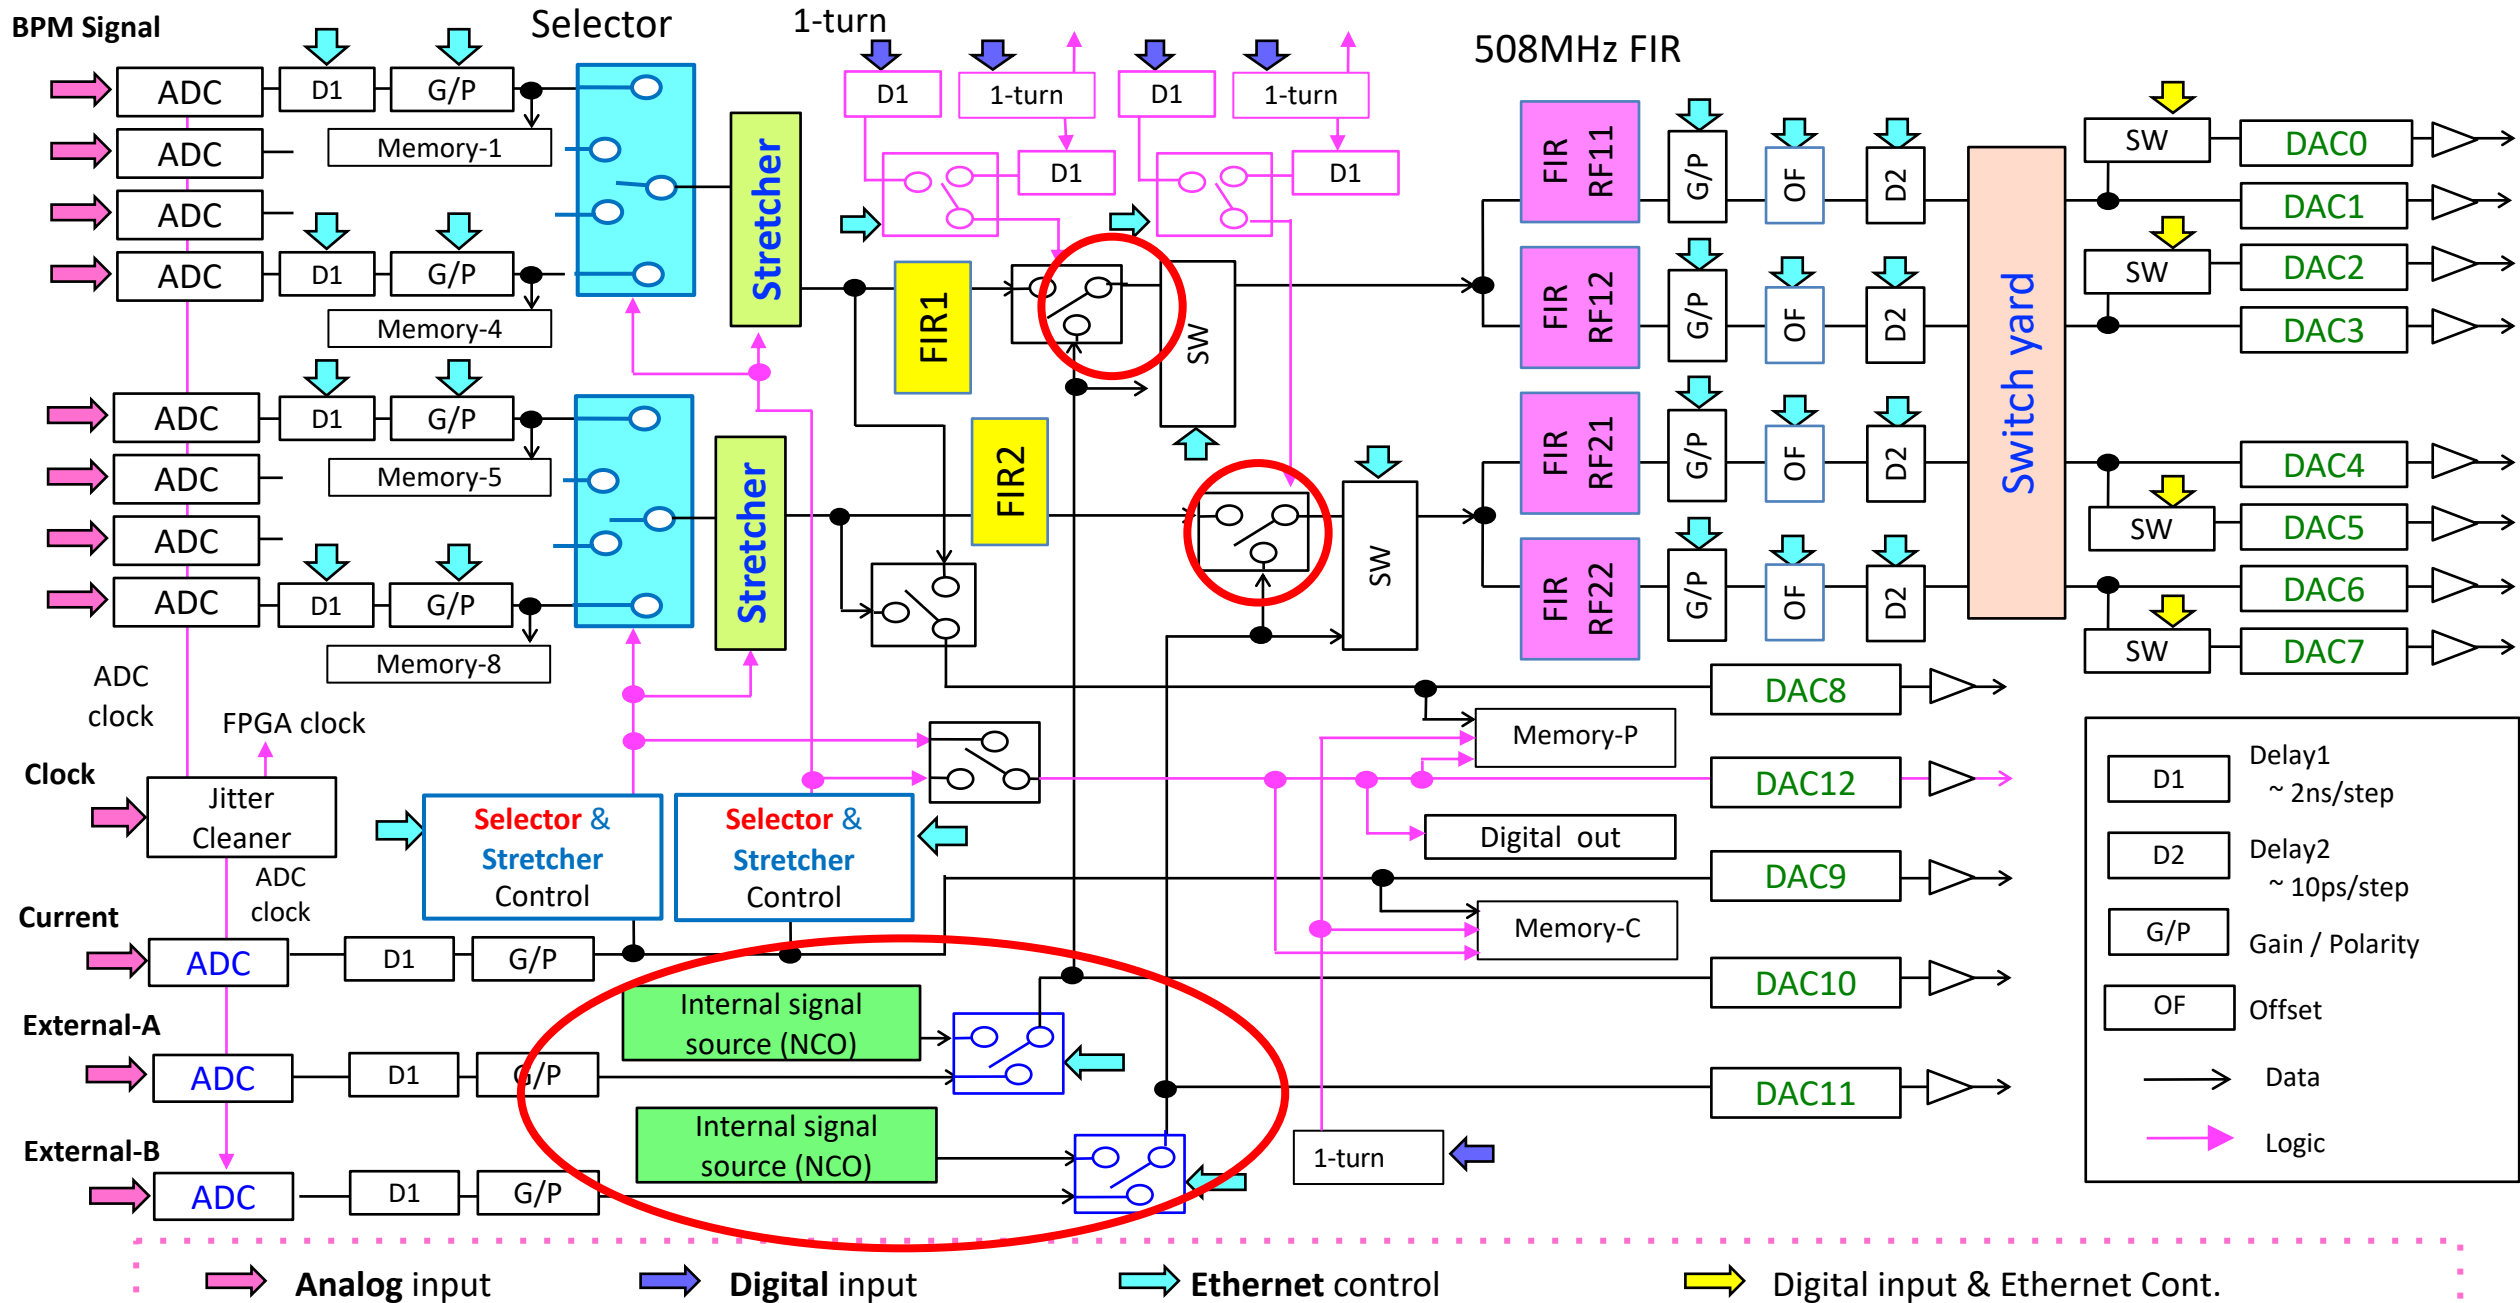 BPM Signal
Selector
1-turn
508MHz FIR
ADC
D1
G/P
Memory-1
ADC
ADC
ADC
D1
G/P
Memory-4
ADC
D1
G/P
Memory-5
ADC
ADC
ADC
D1
G/P
Memory-8
Stretcher
Stretcher
D1
1-turn
D1
D1
1-turn
D1
FIR1
FIR2
SW
SW
FIR
RF11
G/P
OF
D2
FIR
RF12
G/P
OF
D2
FIR
RF21
G/P
OF
D2
FIR
RF22
G/P
OF
D2
Switch yard
SW
DAC0
DAC1
SW
DAC2
DAC3
DAC4
SW
DAC5
DAC6
SW
DAC7
ADC
clock
FPGA clock
Clock
Jitter
Cleaner
ADC
clock
Selector &
Stretcher
Control
Selector &
Stretcher
Control
DAC8
Memory-P
DAC12
Digital out
DAC9
Memory-C
DAC10
DAC11
1-turn
Current
ADC
D1
G/P
External-A
ADC
D1
G/P
Internal signal
source (NCO)
External-B
ADC
D1
G/P
Internal signal
source (NCO)
D1
Delay1
~ 2ns/step
D2
Delay2
~ 10ps/step
G/P
Gain / Polarity
OF
Offset
Data
Logic
Analog input
Digital input
Ethernet control
Digital input & Ethernet Cont.